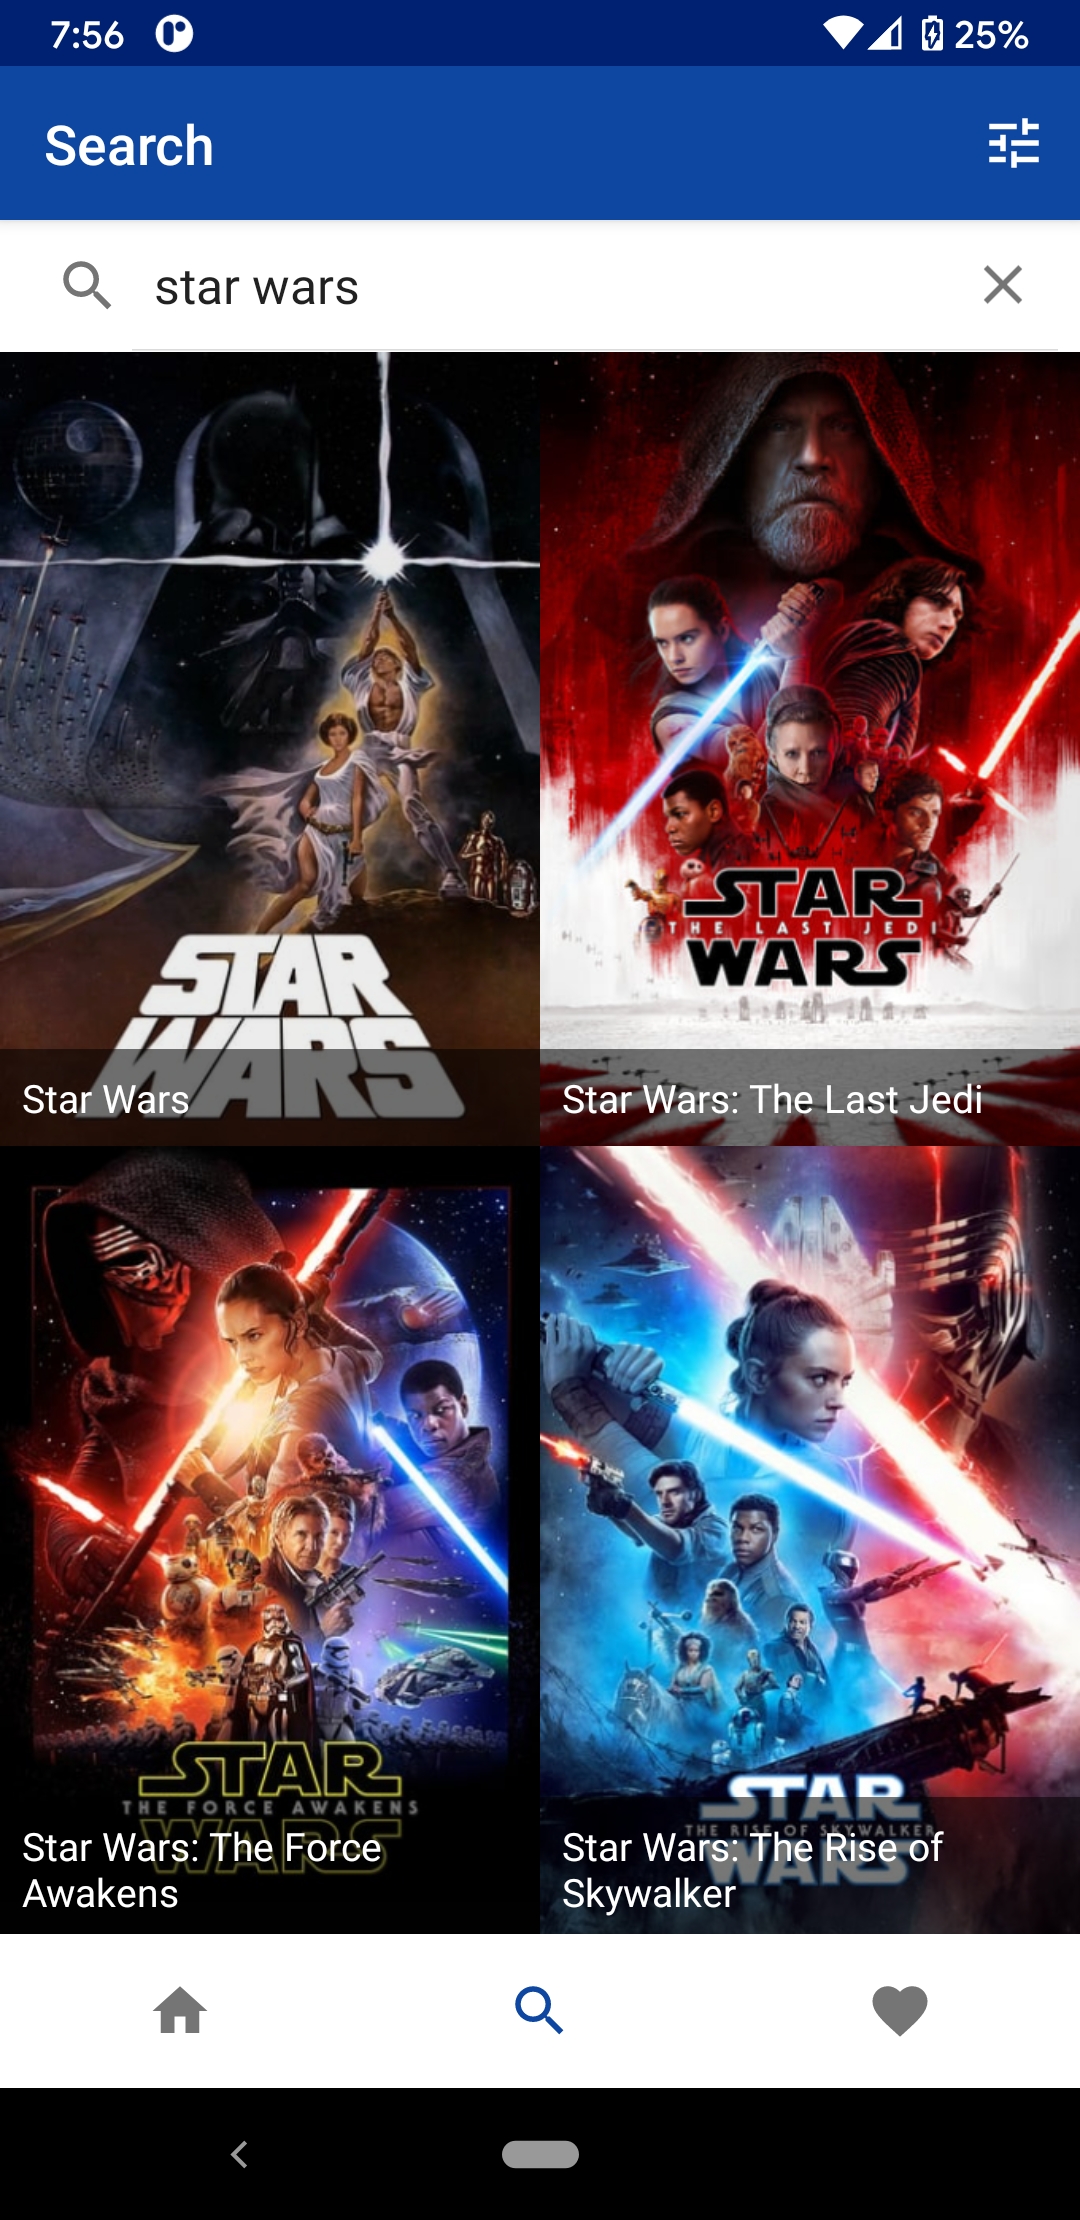 7:56
25%
Search
star wars
STAR
WARS
Star Wars
STAR
THE LAST JEDI
WARS
Star Wars: The Last Jedi
STAR
THE FORCE AWAKENS
WARS
Star Wars: The Force
Awakens
STAR
THE RISE OF SKYWALKER
WARS
Star Wars: The Rise of
Skywalker